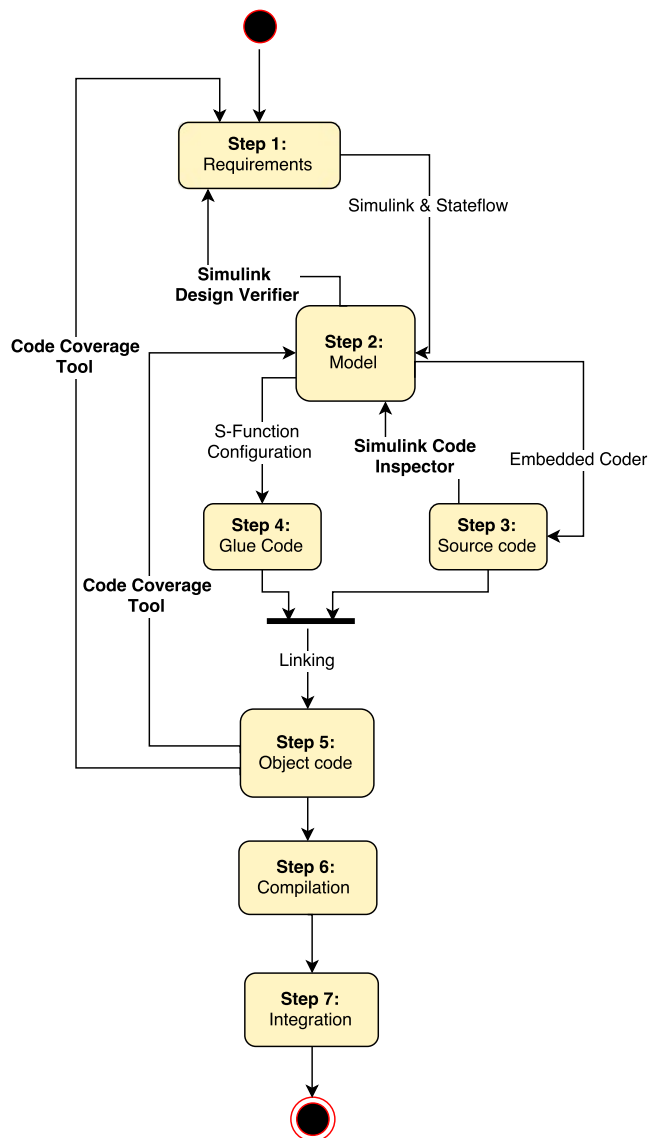 Step 1:
Requirements
Simulink & Stateflow
Simulink
Design Verifier
Step 2:
Model
Code Coverage
Tool
S-Function
Configuration
Simulink Code
Inspector
Embedded Coder
Step 4:
Glue Code
Step 3:
Source code
Code Coverage
Tool
Linking
Step 5:
Object code
Step 6:
Compilation
Step 7:
Integration